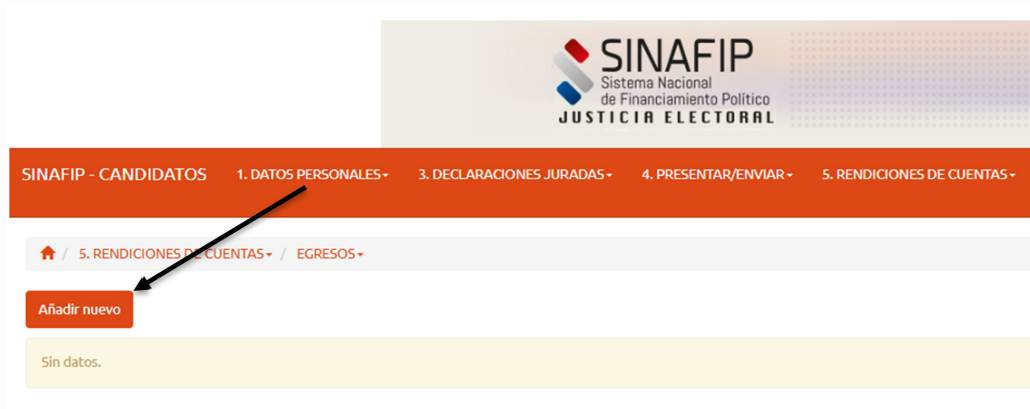 SINAFIP
Sistema Nacional
de Financiamiento Político
JUSTICIA ELECTORAL
SINAFIP - CANDIDATOS 1. DATOS PERSONALES 3. DECLARACIONES JURADAS 4. PRESENTAR/ENVIAR 5. RENDICIONES DE CUENTAS
/ 5. RENDICIONES DE CUENTAS / EGRESOS
Añadir nuevo
Sin datos.